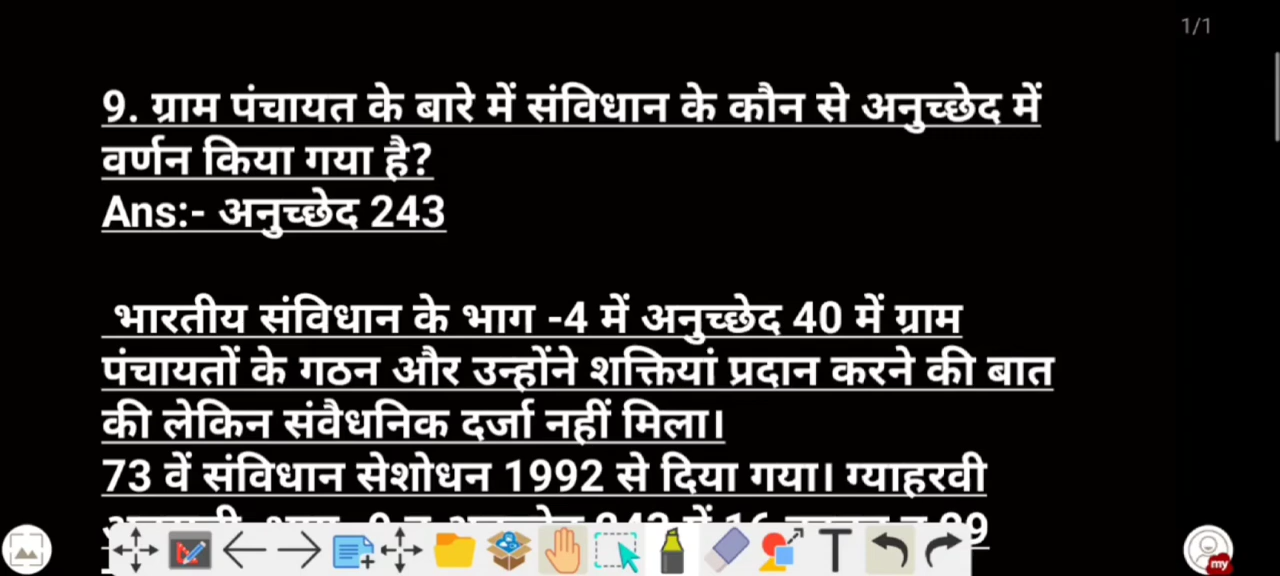 1/1
9. ग्राम पंचायत के बारे में संविधान के कौन से अनुच्छेद में
वर्णन किया गया है?
Ans:- अनुच्छेद 243
भारतीय संविधान के भाग -4 में अनुच्छेद 40 में ग्राम
पंचायतों के गठन और उन्होंने शक्तियां प्रदान करने की बात
की लेकिन संवैधनिक दर्जा नहीं मिला।
73 वें संविधान सेशोधन 1992 से दिया गया। ग्याहरवी
T
my